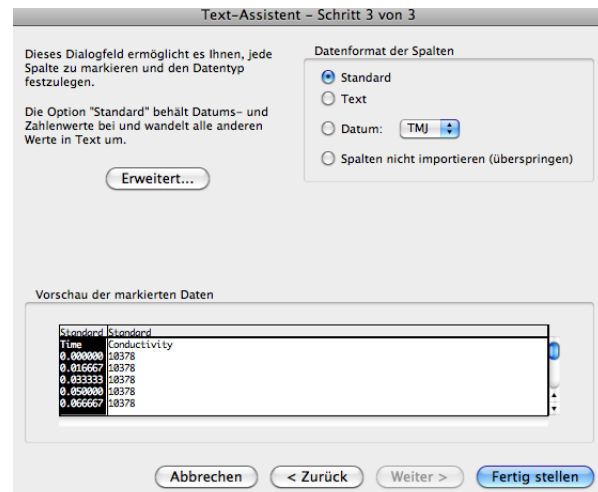 Text-Assistent – Schritt 3 von 3
Dieses Dialogfeld ermöglicht es Ihnen, jede
Spalte zu markieren und den Datentyp
festzulegen.
Die Option "Standard" behält Datums- und
Zahlenwerte bei und wandelt alle anderen
Werte in Text um.
Erweitert...
Datenformat der Spalten
Standard
Text
Datum: TMJ
Spalten nicht importieren (überspringen)
Vorschau der markierten Daten
Standard Standard
Time Conductivity
0.000000 10378
0.016667 10378
0.033333 10378
0.050000 10378
0.066667 10378
Abbrechen < Zurück Weiter > Fertig stellen